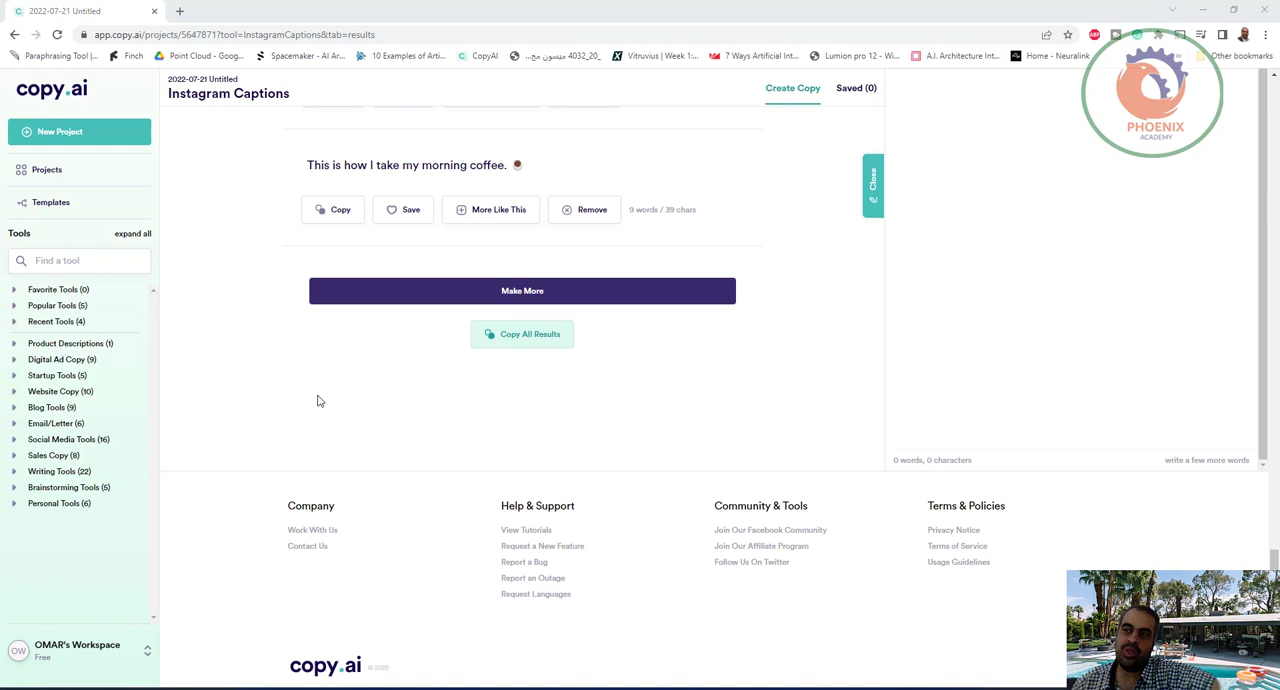 2022-07-21 Untitled
app.copy.ai/projects/5647871?tool=InstagramCaptions&tab=results
Paraphrasing Tool |... Finch Point Cloud - Goog... Spacemaker - AI Ar... 10 Examples of Arti... CopyAI 4032_20_ميسون مح... Vitruvius | Week 1:... 7 Ways Artificial Int... Lumion pro 12 - Wi... A.I. Architecture Int... Home - Neuralink Other bookmarks
copy.ai
2022-07-21 Untitled
Instagram Captions
Create Copy
Saved (0)
PHOENIX
ACADEMY
New Project
Projects
Templates
Tools
expand all
Find a tool
Favorite Tools (0)
Popular Tools (5)
Recent Tools (4)
Product Descriptions (1)
Digital Ad Copy (9)
Startup Tools (5)
Website Copy (10)
Blog Tools (9)
Email/Letter (6)
Social Media Tools (16)
Sales Copy (8)
Writing Tools (22)
Brainstorming Tools (5)
Personal Tools (6)
OW
OMAR's Workspace
Free
This is how I take my morning coffee.
Copy
Save
More Like This
Remove
9 words / 39 chars
Make More
Copy All Results
Close
0 words, 0 characters
write a few more words
Company
Work With Us
Contact Us
Help & Support
View Tutorials
Request a New Feature
Report a Bug
Report an Outage
Request Languages
Community & Tools
Join Our Facebook Community
Join Our Affiliate Program
Follow Us On Twitter
Terms & Policies
Privacy Notice
Terms of Service
Usage Guidelines
copy.ai © 2022